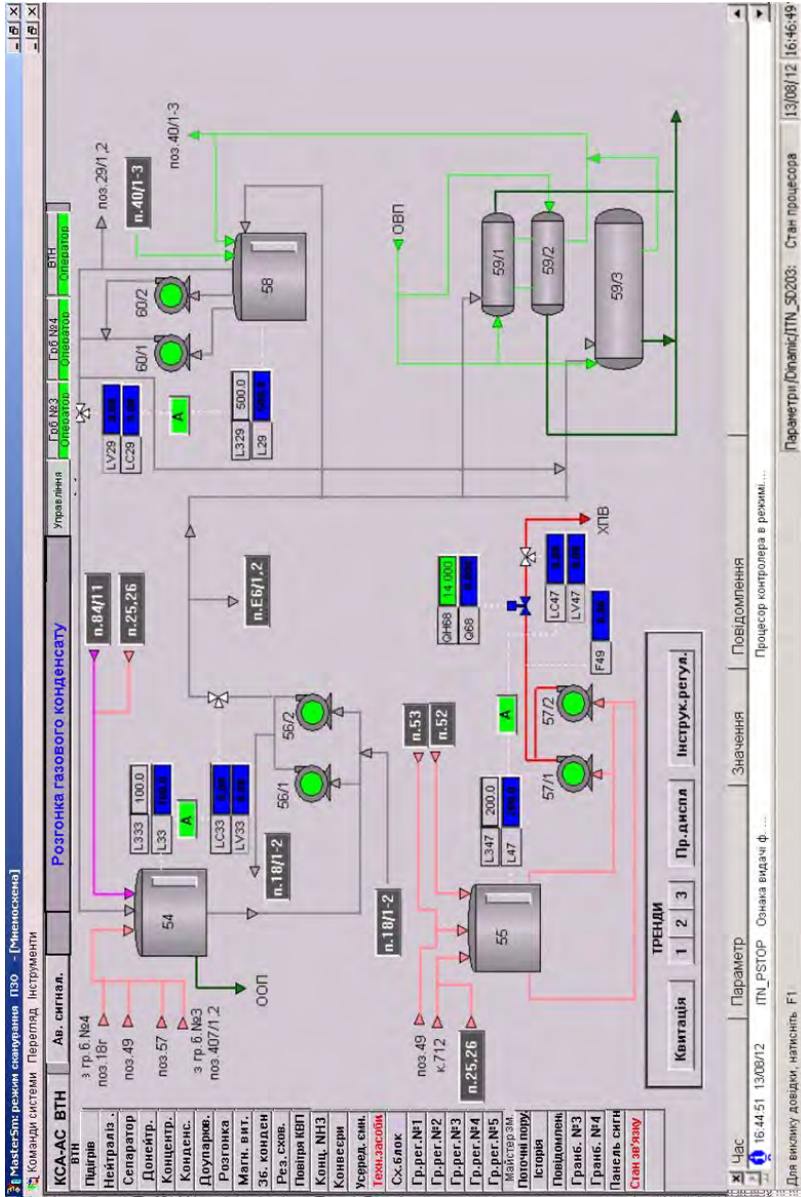 MasterSm: режим сканування ПЗО - [Мнемосхема]
Команди системи Перегляд Інструменти
КСА-АС ВТН
Ав. сигнал.
Розгонка газового конденсату
Управління
Грб №3
Грб №4
ВТН
Оператор
Оператор
Оператор
ВТН
Підігрів
Нейтраліз .
Сепаратор
Донейтр.
Концентр.
Конденс.
Доупарюв.
Розгонка
Магн. вит.
Зб. конден
Рез. схов.
Повітря КВП
Конц. NH3
Конвеєри
Усеред. єин.
Техн.засоби
Сх.блок
Гр.рег.№1
Гр.рег.№2
Гр.рег.№3
Гр.рег.№4
Гр.рег.№5
Майстер зм.
Поточні пору
Історія
Повідомлен
Гранб. №3
Гранб. №4
Панель сигн
Стан зв'язку
з гр.б.№4
поз.18г
поз.49
поз.57
з гр.б.№3
поз.407/1,2
ООП
54
п.84/11
п.25,26
L333 100.0
L33
А
LC33
LV33
56/1
56/2
п.18/1-2
п.18/1-2
п.Е6/1,2
LV29
LC29
А
L329 500.0
L29
60/1
60/2
58
поз.29/1,2
п.40/1-3
поз.40/1-3
поз.49
к.712
п.25,26
55
п.53
п.52
L347 200.0
L47
А
57/1
57/2
QH68 14.000
Q68
LC47
LV47
F49
ХПВ
ОВП
59/1
59/2
59/3
ТРЕНДИ
Квитація
1 2 3
Пр.диспл
Інструк.регул.
Час Параметр Значення Повідомлення
16:44:51 13/08/12 ITN_PSTOP Ознака видачі ф. ... Процесор контролера в режимі....
Для виклику довідки, натисніть F1
Параметри/Dinamic/ITN_SD203: Стан процесора 13/08/12 16:46:49